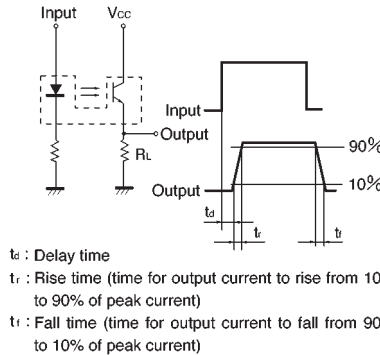 Input
Vcc
Output
RL
Input
90%
10%
Output
td
tr
tf
td : Delay time
tr : Rise time (time for output current to rise from 10
to 90% of peak current)
tf : Fall time (time for output current to fall from 90
to 10% of peak current)